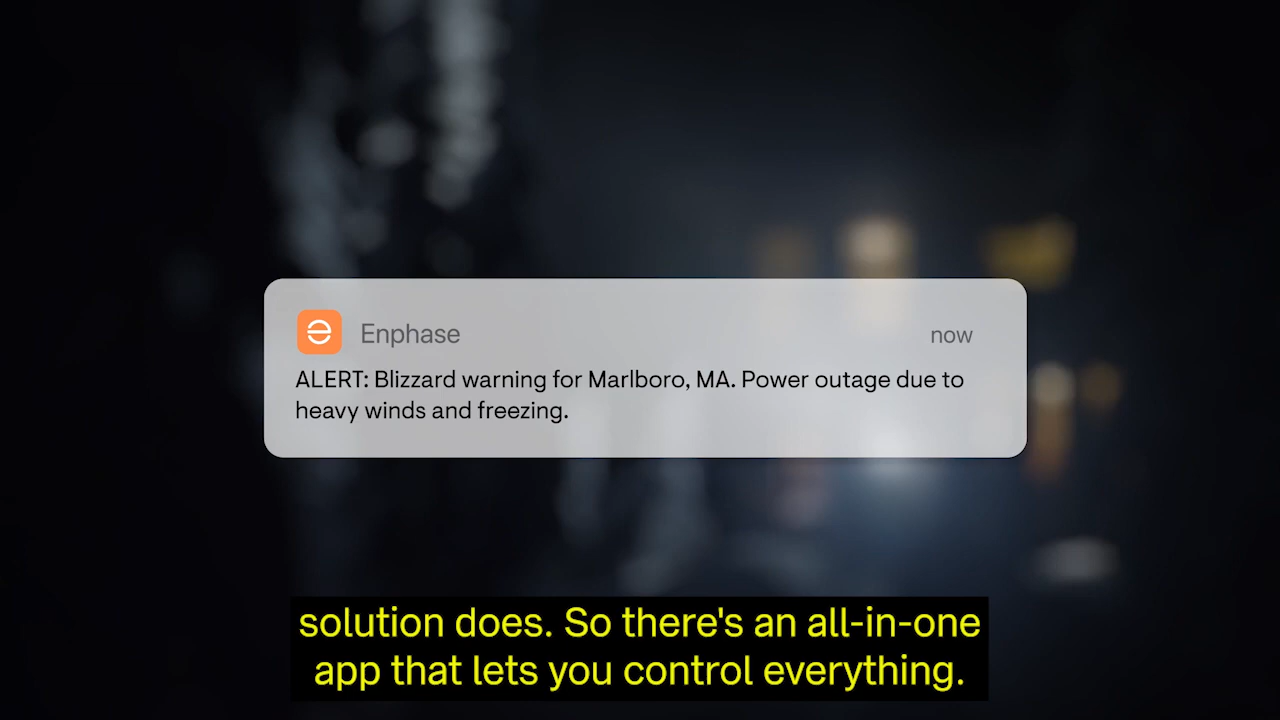 Enphase
now
ALERT: Blizzard warning for Marlboro, MA. Power outage due to
heavy winds and freezing.
solution does. So there's an all-in-one
app that lets you control everything.